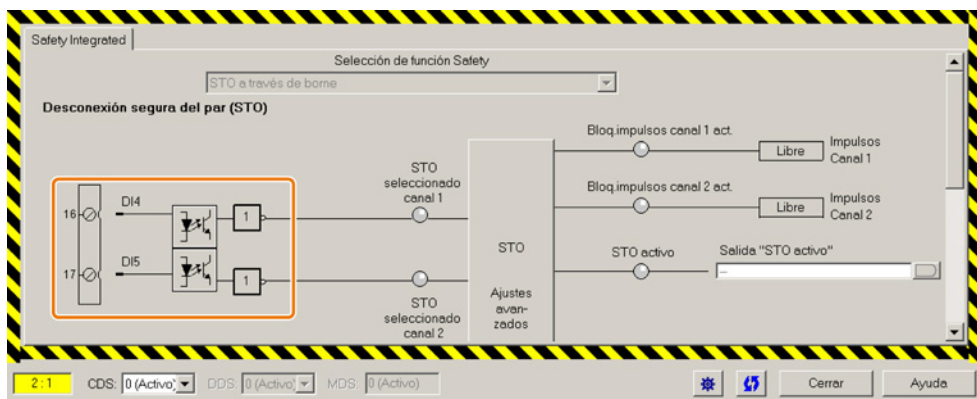 Safety Integrated
Selección de función Safety
STO a través de borne
Desconexión segura del par (STO)
Bloq.impulsos canal 1 act.
Libre
Impulsos
Canal 1
STO
seleccionado
canal 1
16
DI4
1
Bloq.impulsos canal 2 act.
Libre
Impulsos
Canal 2
STO
STO activo
Salida "STO activo"
17
DI5
1
STO
seleccionado
canal 2
Ajustes
avan-
zados
2:1
CDS: 0 (Activo)
DDS: 0 (Activo)
MDS: 0 (Activo)
Cerrar
Ayuda